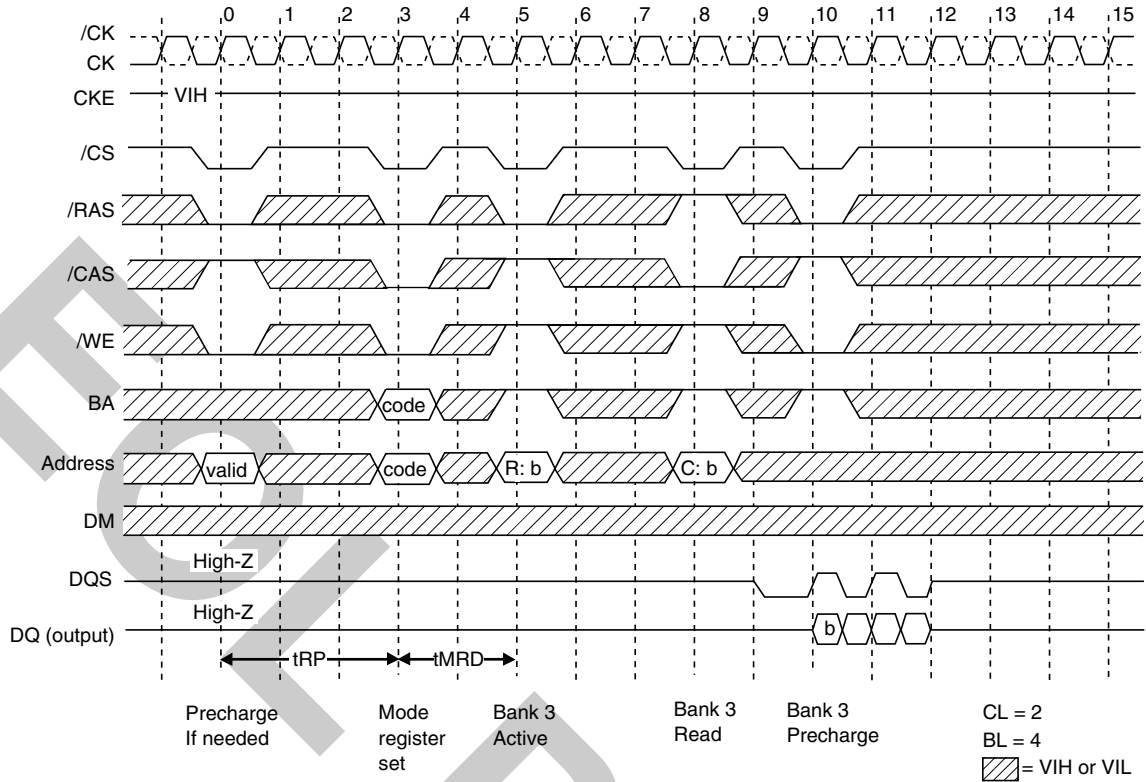 0 1 2 3 4 5 6 7 8 9 10 11 12 13 14 15
/CK
CK
CKE VIH
/CS
/RAS
/CAS
/WE
BA code
Address valid code R: b C: b
DM
High-Z
DQS
High-Z
DQ (output) b
tRP tMRD
Precharge If needed
Mode register set
Bank 3 Active
Bank 3 Read
Bank 3 Precharge
CL = 2
BL = 4
= VIH or VIL